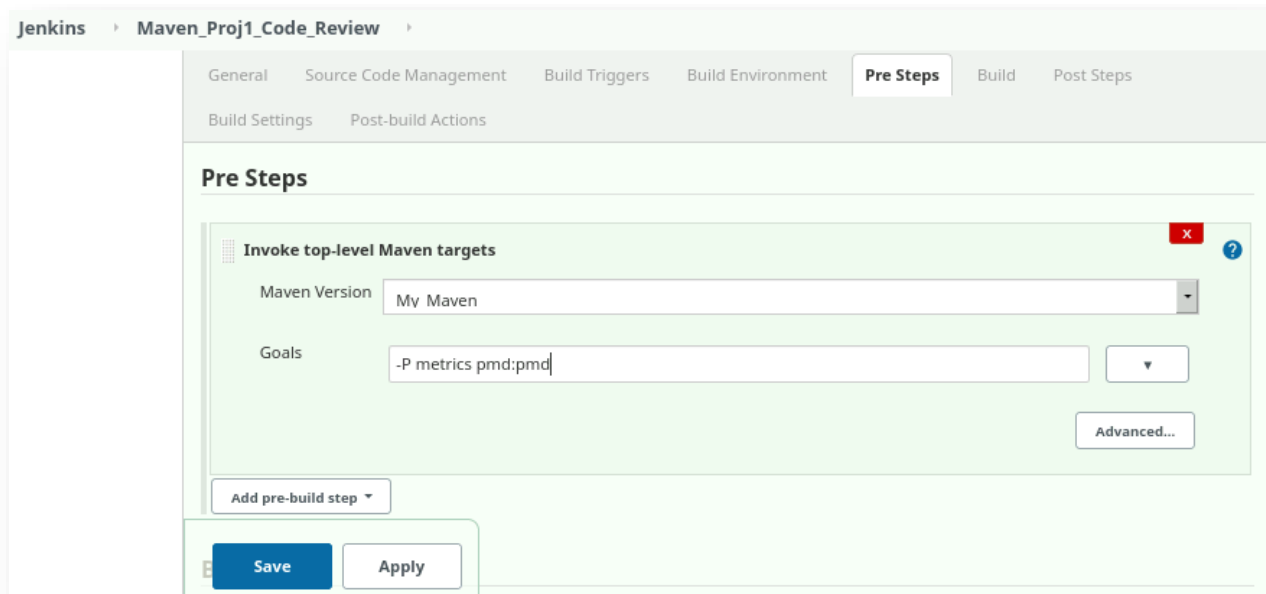 Jenkins Maven_Proj1_Code_Review
General Source Code Management Build Triggers Build Environment Pre Steps Build Post Steps
Build Settings Post-build Actions
Pre Steps
X
Invoke top-level Maven targets ?
Maven Version My_Maven
Goals -P metrics pmd:pmd
Advanced...
Add pre-build step
Save Apply